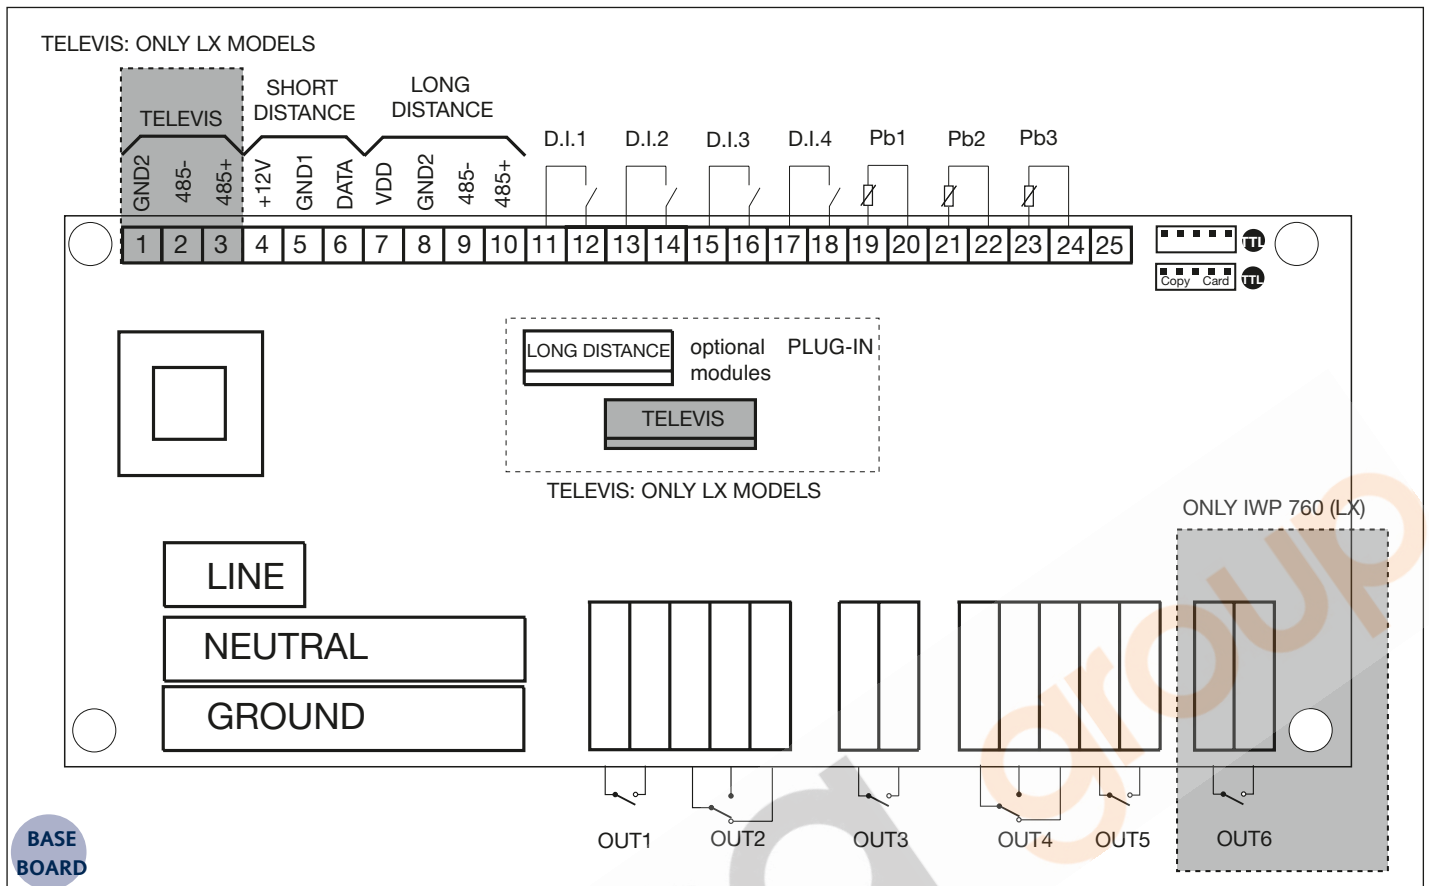 TELEVIS: ONLY LX MODELS
TELEVIS
SHORT
DISTANCE
LONG
DISTANCE
GND2 485- 485+ +12V GND1 DATA VDD GND2 485- 485+
D.I.1 D.I.2 D.I.3 D.I.4 Pb1 Pb2 Pb3
1 2 3 4 5 6 7 8 9 10 11 12 13 14 15 16 17 18 19 20 21 22 23 24 25
TTL
Copy Card TTL
LONG DISTANCE
optional PLUG-IN
modules
TELEVIS
TELEVIS: ONLY LX MODELS
ONLY IWP 760 (LX)
LINE
NEUTRAL
GROUND
OUT1 OUT2 OUT3 OUT4 OUT5 OUT6
BASE
BOARD
a group